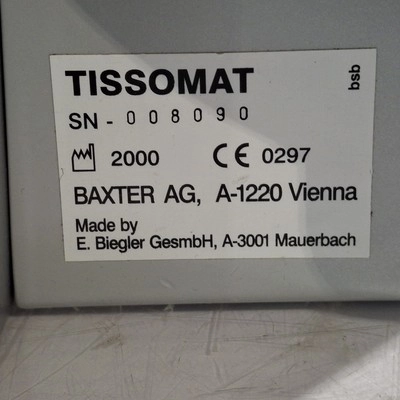 TISSOMAT
SN - 008090
2000 CE 0297
BAXTER AG, A-1220 Vienna
Made by
E. Biegler GesmbH, A-3001 Mauerbach
bsb